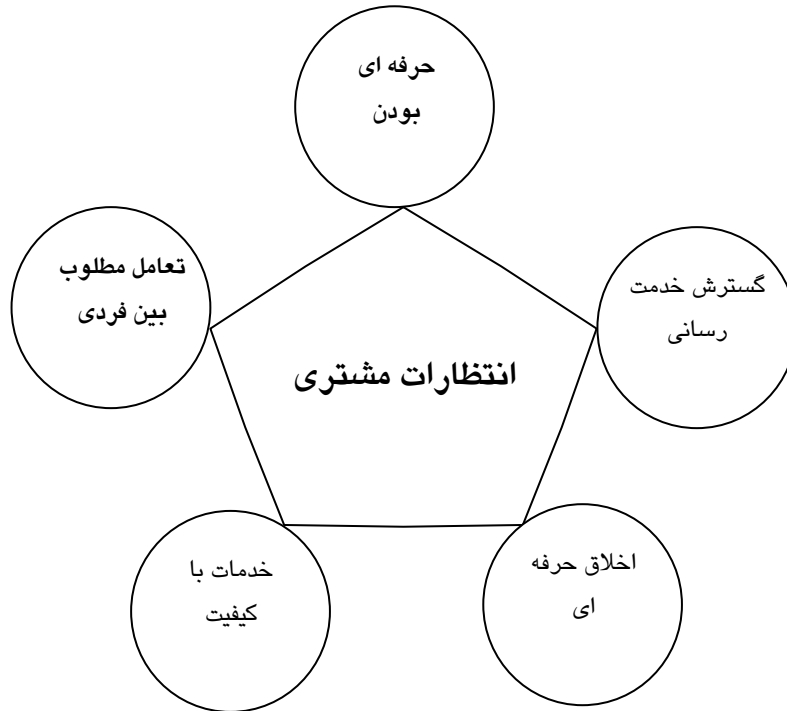 حرفه ای
بودن
گسترش خدمت
رسانی
تعامل مطلوب
بین فردی
انتظارات مشتری
اخلاق حرفه
ای
خدمات با
کیفیت